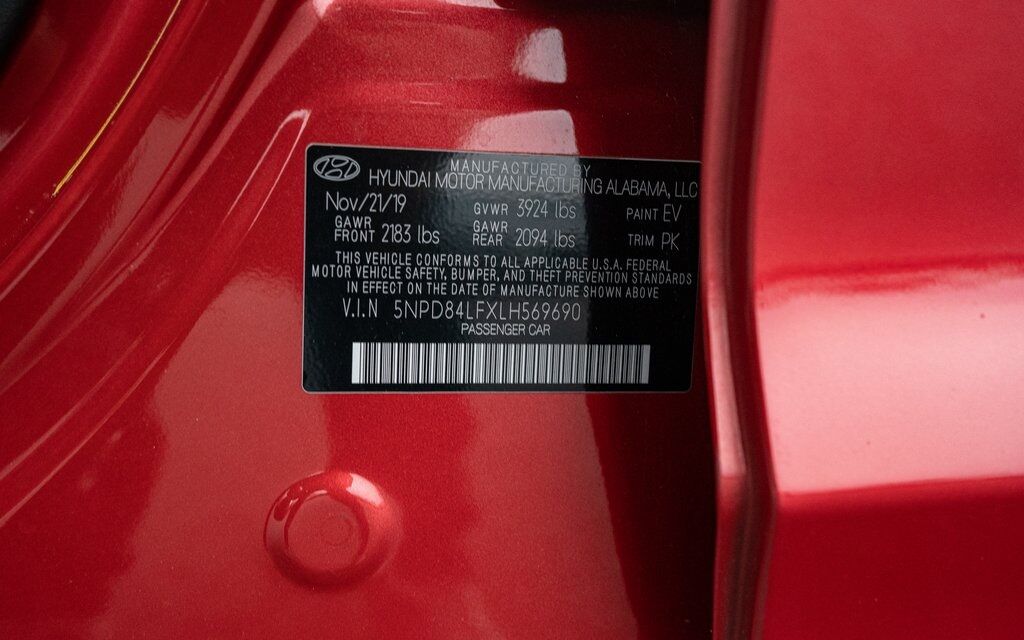 MANUFACTURED BY
HYUNDAI MOTOR MANUFACTURING ALABAMA, LLC
Nov/21/19 GVWR 3924 lbs PAINT EV
GAWR FRONT 2183 lbs GAWR REAR 2094 lbs TRIM PK
THIS VEHICLE CONFORMS TO ALL APPLICABLE U.S.A. FEDERAL
MOTOR VEHICLE SAFETY, BUMPER, AND THEFT PREVENTION STANDARDS
IN EFFECT ON THE DATE OF MANUFACTURE SHOWN ABOVE
V.I.N 5NPD84LFXLH569690
PASSENGER CAR